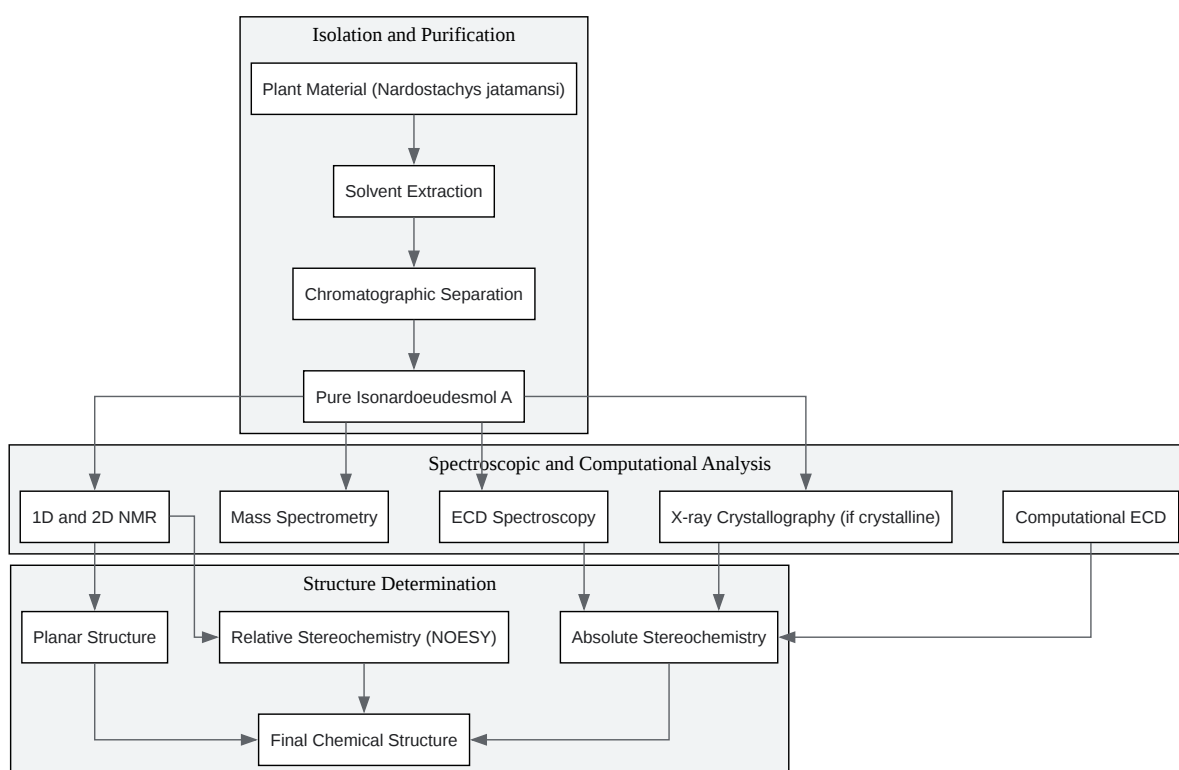 Isolation and Purification
Plant Material (Nardostachys jatamansi)
Solvent Extraction
Chromatographic Separation
Pure Isonardoeudesmol A
Spectroscopic and Computational Analysis
1D and 2D NMR
Mass Spectrometry
ECD Spectroscopy
X-ray Crystallography (if crystalline)
Computational ECD
Structure Determination
Planar Structure
Relative Stereochemistry (NOESY)
Absolute Stereochemistry
Final Chemical Structure